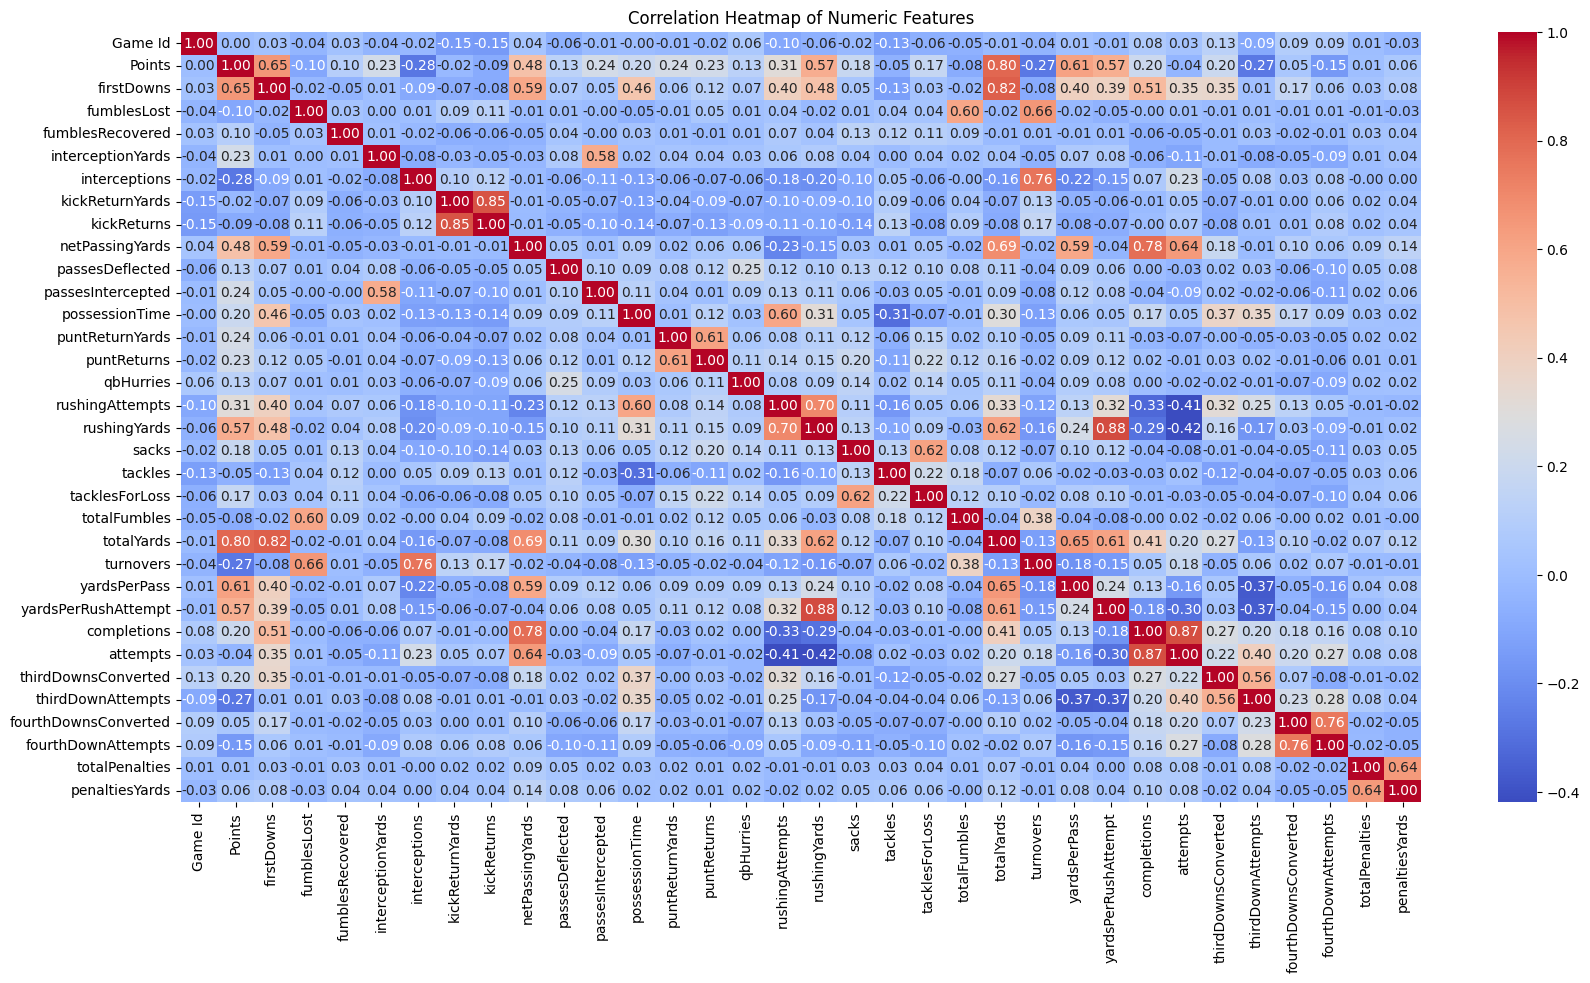 Correlation Heatmap of Numeric Features
Game Id 1.00 0.00 0.03 -0.04 0.03 -0.04 -0.02 -0.15 -0.15 0.04 -0.06 -0.01 -0.00 -0.01 -0.02 0.06 -0.10 -0.06 -0.02 -0.13 -0.06 -0.05 -0.01 -0.04 0.01 -0.01 0.08 0.03 0.13 -0.09 0.09 0.09 0.01 -0.03 1.0
Points 0.00 1.00 0.65 -0.10 0.10 0.23 -0.28 -0.02 -0.09 0.48 0.13 0.24 0.20 0.24 0.23 0.13 0.31 0.57 0.18 -0.05 0.17 -0.08 0.80 -0.27 0.61 0.57 0.20 -0.04 0.20 -0.27 0.05 -0.15 0.01 0.06
firstDowns 0.03 0.65 1.00 -0.02 -0.05 0.01 -0.09 -0.07 -0.08 0.59 0.07 0.05 0.46 0.06 0.12 0.07 0.40 0.48 0.05 -0.13 0.03 -0.02 0.82 -0.08 0.40 0.39 0.51 0.35 0.35 0.01 0.17 0.06 0.03 0.08
fumblesLost -0.04 -0.10 -0.02 1.00 0.03 0.00 0.01 0.09 0.11 -0.01 0.01 -0.00 -0.05 -0.01 0.05 0.01 0.04 -0.02 0.01 0.04 0.04 0.60 -0.02 0.66 -0.02 -0.05 -0.00 0.01 -0.01 0.01 -0.01 0.01 -0.01 -0.03
fumblesRecovered 0.03 0.10 -0.05 0.03 1.00 0.01 -0.02 -0.06 -0.06 -0.05 0.04 -0.00 0.03 -0.01 -0.01 0.01 0.07 0.04 0.13 0.12 0.11 0.09 -0.01 0.01 -0.01 0.01 -0.06 -0.05 -0.01 0.03 -0.02 -0.01 0.03 0.04
interceptionYards -0.04 0.23 0.01 0.00 0.01 1.00 -0.08 -0.03 -0.05 -0.03 0.08 0.58 0.02 0.04 0.04 0.03 0.06 0.08 0.04 0.00 0.04 0.02 0.04 -0.05 0.07 0.08 -0.06 -0.11 -0.01 -0.08 -0.05 -0.09 0.01 0.04
interceptions -0.02 -0.28 -0.09 0.01 -0.02 -0.08 1.00 0.10 0.12 -0.01 -0.06 -0.11 -0.13 -0.06 -0.07 -0.06 -0.18 -0.20 -0.10 0.05 -0.06 -0.00 -0.16 0.76 -0.22 -0.15 0.07 0.23 -0.05 0.08 0.03 0.08 -0.00 0.00
kickReturnYards -0.15 -0.02 -0.07 0.09 -0.06 -0.03 0.10 1.00 0.85 -0.01 -0.05 -0.07 -0.13 -0.04 -0.09 -0.07 -0.10 -0.09 -0.10 0.09 -0.06 0.04 -0.07 0.13 -0.05 -0.06 -0.01 0.05 -0.07 -0.01 0.00 0.06 0.02 0.04
kickReturns -0.15 -0.09 -0.08 0.11 -0.06 -0.05 0.12 0.85 1.00 -0.01 -0.05 -0.10 -0.14 -0.07 -0.13 -0.09 -0.11 -0.10 -0.14 0.13 -0.08 0.09 -0.08 0.17 -0.08 -0.07 -0.00 0.07 -0.08 0.01 0.01 0.08 0.02 0.04
netPassingYards 0.04 0.48 0.59 -0.01 -0.05 -0.03 -0.01 -0.01 -0.01 1.00 0.05 0.01 0.09 0.02 0.06 0.06 -0.23 -0.15 0.03 0.01 0.05 -0.02 0.69 -0.02 0.59 -0.04 0.78 0.64 0.18 -0.01 0.10 0.06 0.09 0.14
passesDeflected -0.06 0.13 0.07 0.01 0.04 0.08 -0.06 -0.05 -0.05 0.05 1.00 0.10 0.09 0.08 0.12 0.25 0.12 0.10 0.13 0.12 0.10 0.08 0.11 -0.04 0.09 0.06 0.00 -0.03 0.02 0.03 -0.06 -0.10 0.05 0.08
passesIntercepted -0.01 0.24 0.05 -0.00 -0.00 0.58 -0.11 -0.07 -0.10 0.01 0.10 1.00 0.11 0.04 0.01 0.09 0.13 0.11 0.06 -0.03 0.05 -0.01 0.09 -0.08 0.12 0.08 -0.04 -0.09 0.02 -0.02 -0.06 -0.11 0.02 0.06
possessionTime -0.00 0.20 0.46 -0.05 0.03 0.02 -0.13 -0.13 -0.14 0.09 0.09 0.11 1.00 0.01 0.12 0.03 0.60 0.31 0.05 -0.31 -0.07 -0.01 0.30 -0.13 0.06 0.05 0.17 0.05 0.37 0.35 0.17 0.09 0.03 0.02
puntReturnYards -0.01 0.24 0.06 -0.01 -0.01 0.04 -0.06 -0.04 -0.07 0.02 0.08 0.04 0.01 1.00 0.61 0.06 0.08 0.11 0.12 -0.06 0.15 0.02 0.10 -0.05 0.09 0.11 -0.03 -0.07 -0.00 -0.05 -0.03 -0.05 0.02 0.02
puntReturns -0.02 0.23 0.12 0.05 -0.01 0.04 -0.07 -0.09 -0.13 0.06 0.12 0.01 0.12 0.61 1.00 0.11 0.14 0.15 0.20 -0.11 0.22 0.12 0.16 -0.02 0.09 0.12 0.02 -0.01 0.03 0.02 -0.01 -0.06 0.01 0.01 0.8
qbHurries 0.06 0.13 0.07 0.01 0.01 0.03 -0.06 -0.07 -0.09 0.06 0.25 0.09 0.03 0.06 0.11 1.00 0.08 0.09 0.14 0.02 0.14 0.05 0.11 -0.04 0.09 0.08 0.00 -0.02 -0.02 -0.01 -0.07 -0.09 0.02 0.02 0.6
rushingAttempts -0.10 0.31 0.40 0.04 0.07 0.06 -0.18 -0.10 -0.11 -0.23 0.12 0.13 0.60 0.08 0.14 0.08 1.00 0.70 0.11 -0.16 0.05 0.06 0.33 -0.12 0.13 0.32 -0.33 -0.41 0.32 0.25 0.13 0.05 -0.01 -0.02
rushingYards -0.06 0.57 0.48 -0.02 0.04 0.08 -0.20 -0.09 -0.10 -0.15 0.10 0.11 0.31 0.11 0.15 0.09 0.70 1.00 0.13 -0.10 0.09 -0.03 0.62 -0.16 0.24 0.88 -0.29 -0.42 0.16 -0.17 0.03 -0.09 -0.01 0.02 0.4
sacks -0.02 0.18 0.05 0.01 0.13 0.04 -0.10 -0.10 -0.14 0.03 0.13 0.06 0.05 0.12 0.20 0.14 0.11 0.13 1.00 0.13 0.62 0.08 0.12 -0.07 0.10 0.12 -0.04 -0.08 -0.01 -0.04 -0.05 -0.11 0.03 0.05
tackles -0.13 -0.05 -0.13 0.04 0.12 0.00 0.05 0.09 0.13 0.01 0.12 -0.03 -0.31 -0.06 -0.11 0.02 -0.16 -0.10 0.13 1.00 0.22 0.18 -0.07 0.06 -0.02 -0.03 -0.03 0.02 -0.12 -0.04 -0.07 -0.05 0.03 0.06
tacklesForLoss -0.06 0.17 0.03 0.04 0.11 0.04 -0.06 -0.06 -0.08 0.05 0.10 0.05 -0.07 0.15 0.22 0.14 0.05 0.09 0.62 0.22 1.00 0.12 0.10 -0.02 0.08 0.10 -0.01 -0.03 -0.05 -0.04 -0.07 -0.10 0.04 0.06 0.2
totalFumbles -0.05 -0.08 -0.02 0.60 0.09 0.02 -0.00 0.04 0.09 -0.02 0.08 -0.01 -0.01 0.02 0.12 0.05 0.06 -0.03 0.08 0.18 0.12 1.00 -0.04 0.38 -0.04 -0.08 -0.00 0.02 -0.02 0.06 -0.00 0.02 0.01 -0.00
totalYards -0.01 0.80 0.82 -0.02 -0.01 0.04 -0.16 -0.07 -0.08 0.69 0.11 0.09 0.30 0.10 0.16 0.11 0.33 0.62 0.12 -0.07 0.10 -0.04 1.00 -0.13 0.65 0.61 0.41 0.20 0.27 -0.13 0.10 -0.02 0.07 0.12
turnovers -0.04 -0.27 -0.08 0.66 0.01 -0.05 0.76 0.13 0.17 -0.02 -0.04 -0.08 -0.13 -0.05 -0.02 -0.04 -0.12 -0.16 -0.07 0.06 -0.02 0.38 -0.13 1.00 -0.18 -0.15 0.05 0.18 -0.05 0.06 0.02 0.07 -0.01 -0.01 0.0
yardsPerPass 0.01 0.61 0.40 -0.02 -0.01 0.07 -0.22 -0.05 -0.08 0.59 0.09 0.12 0.06 0.09 0.09 0.09 0.13 0.24 0.10 -0.02 0.08 -0.04 0.65 -0.18 1.00 0.24 0.13 -0.16 0.05 -0.37 -0.05 -0.16 0.04 0.08
yardsPerRushAttempt -0.01 0.57 0.39 -0.05 0.01 0.08 -0.15 -0.06 -0.07 -0.04 0.06 0.08 0.05 0.11 0.12 0.08 0.32 0.88 0.12 -0.03 0.10 -0.08 0.61 -0.15 0.24 1.00 -0.18 -0.30 0.03 -0.37 -0.04 -0.15 0.00 0.04
completions 0.08 0.20 0.51 -0.00 -0.06 -0.06 0.07 -0.01 -0.00 0.78 0.00 -0.04 0.17 -0.03 0.02 0.00 -0.33 -0.29 -0.04 -0.03 -0.01 -0.00 0.41 0.05 0.13 -0.18 1.00 0.87 0.27 0.20 0.18 0.16 0.08 0.10
attempts 0.03 -0.04 0.35 0.01 -0.05 -0.11 0.23 0.05 0.07 0.64 -0.03 -0.09 0.05 -0.07 -0.01 -0.02 -0.41 -0.42 -0.08 0.02 -0.03 0.02 0.20 0.18 -0.16 -0.30 0.87 1.00 0.22 0.40 0.20 0.27 0.08 0.08
thirdDownsConverted 0.13 0.20 0.35 -0.01 -0.01 -0.01 -0.05 -0.07 -0.08 0.18 0.02 0.02 0.37 -0.00 0.03 -0.02 0.32 0.16 -0.01 -0.12 -0.05 -0.02 0.27 -0.05 0.05 0.03 0.27 0.22 1.00 0.56 0.07 -0.08 -0.01 -0.02 −0.2
thirdDownAttempts -0.09 -0.27 0.01 0.01 0.03 -0.08 0.08 -0.01 0.01 -0.01 0.03 -0.02 0.35 -0.05 0.02 -0.01 0.25 -0.17 -0.04 -0.04 -0.04 0.06 -0.13 0.06 -0.37 -0.37 0.20 0.40 0.56 1.00 0.23 0.28 0.08 0.04
fourthDownsConverted 0.09 0.05 0.17 -0.01 -0.02 -0.05 0.03 0.00 0.01 0.10 -0.06 -0.06 0.17 -0.03 -0.01 -0.07 0.13 0.03 -0.05 -0.07 -0.07 -0.00 0.10 0.02 -0.05 -0.04 0.18 0.20 0.07 0.23 1.00 0.76 -0.02 -0.05
fourthDownAttempts 0.09 -0.15 0.06 0.01 -0.01 -0.09 0.08 0.06 0.08 0.06 -0.10 -0.11 0.09 -0.05 -0.06 -0.09 0.05 -0.09 -0.11 -0.05 -0.10 0.02 -0.02 0.07 -0.16 -0.15 0.16 0.27 -0.08 0.28 0.76 1.00 -0.02 -0.05
totalPenalties 0.01 0.01 0.03 -0.01 0.03 0.01 -0.00 0.02 0.02 0.09 0.05 0.02 0.03 0.02 0.01 0.02 -0.01 -0.01 0.03 0.03 0.04 0.01 0.07 -0.01 0.04 0.00 0.08 0.08 -0.01 0.08 -0.02 -0.02 1.00 0.64
penaltiesYards -0.03 0.06 0.08 -0.03 0.04 0.04 0.00 0.04 0.04 0.14 0.08 0.06 0.02 0.02 0.01 0.02 -0.02 0.02 0.05 0.06 0.06 -0.00 0.12 -0.01 0.08 0.04 0.10 0.08 -0.02 0.04 -0.05 -0.05 0.64 1.00 −0.4
Game Id
Points
firstDowns
fumblesLost
fumblesRecovered
interceptionYards
interceptions
kickReturnYards
kickReturns
netPassingYards
passesDeflected
passesIntercepted
possessionTime
puntReturnYards
puntReturns
qbHurries
rushingAttempts
rushingYards
sacks
tackles
tacklesForLoss
totalFumbles
totalYards
turnovers
yardsPerPass
yardsPerRushAttempt
completions
attempts
thirdDownsConverted
thirdDownAttempts
fourthDownsConverted
fourthDownAttempts
totalPenalties
penaltiesYards